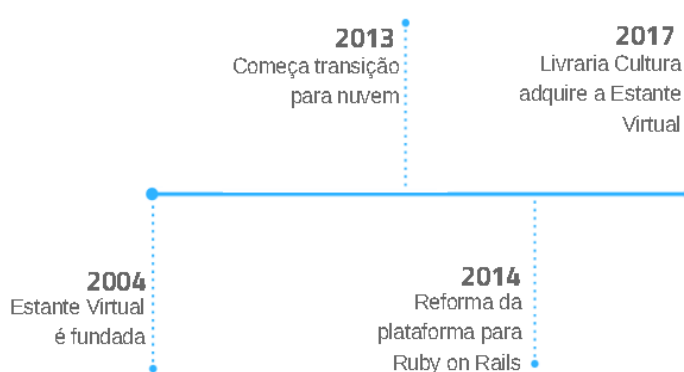 2013
Começa transição
para nuvem
2017
Livraria Cultura
adquire a Estante
Virtual
2004
Estante Virtual
é fundada
2014
Reforma da
plataforma para
Ruby on Rails